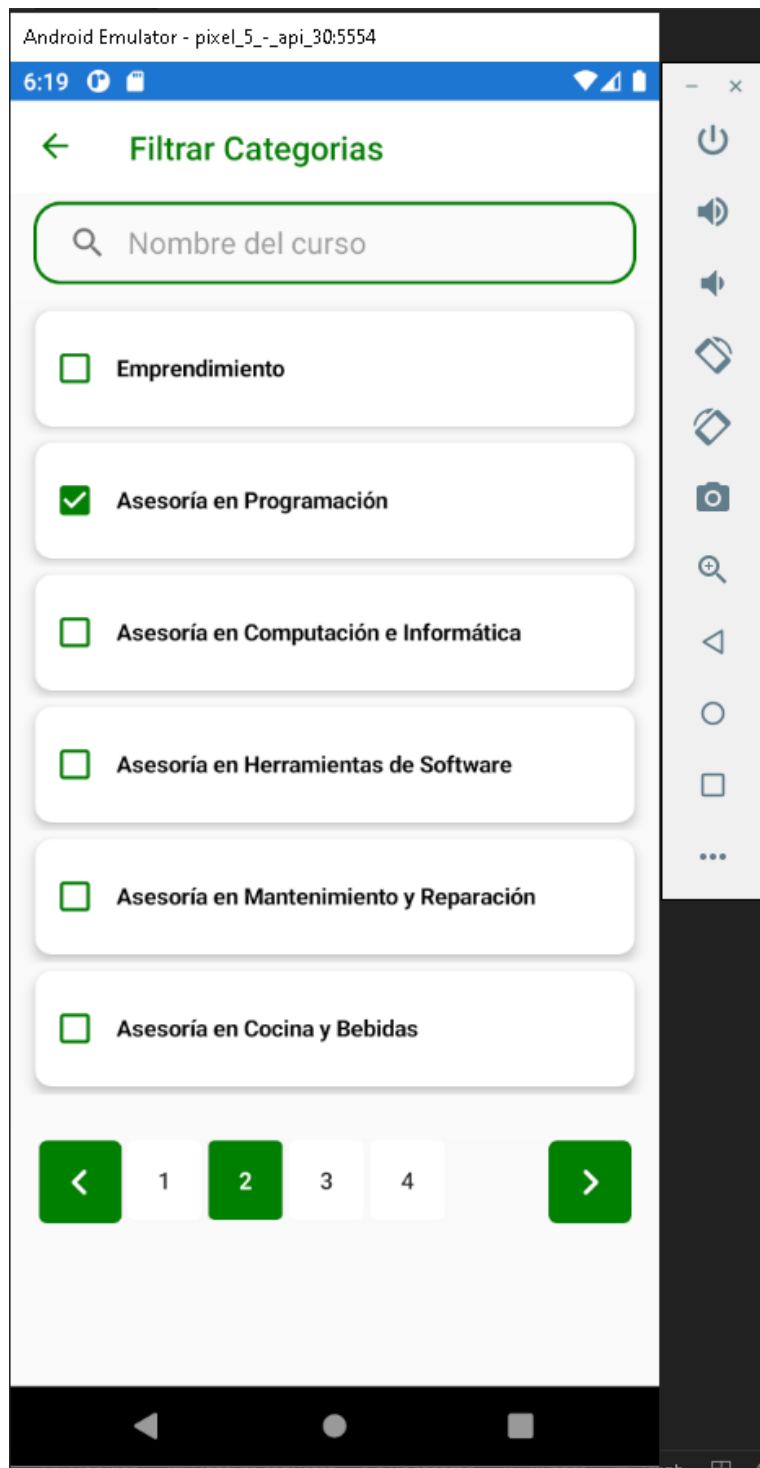 Android Emulator - pixel_5_-_api_30:5554
6:19
Filtrar Categorias
Nombre del curso
Emprendimiento
Asesoría en Programación
Asesoría en Computación e Informática
Asesoría en Herramientas de Software
Asesoría en Mantenimiento y Reparación
Asesoría en Cocina y Bebidas
1 2 3 4